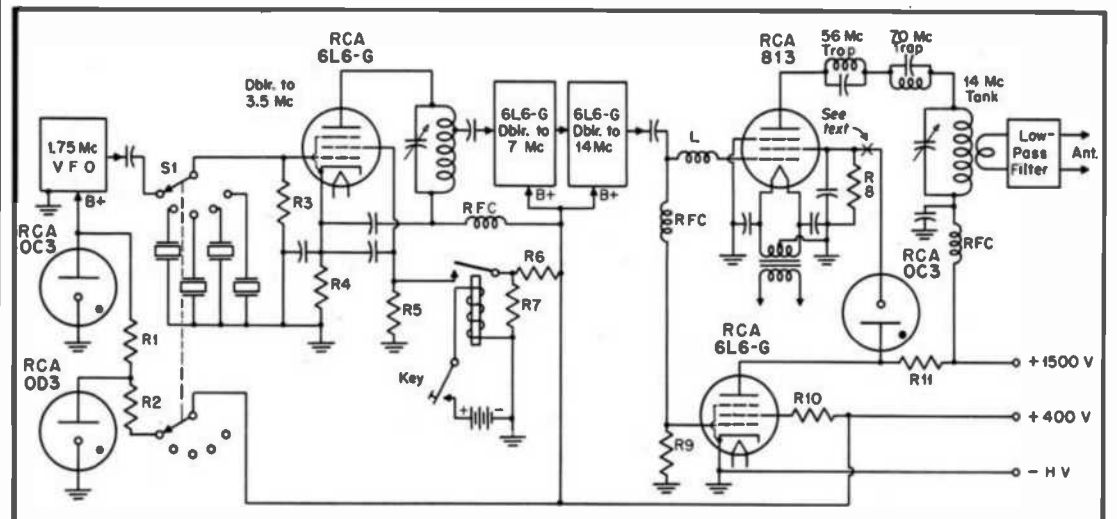 RCA
6L6-G
Dblr. to
3.5 Mc
1.75 Mc
V F O
B+
S1
R3
RCA
OC3
R1
RCA
OD3
R2
R4
R5
RFC
R6
R7
Key
+
-
6L6-G
Dblr. to
7 Mc
6L6-G
Dblr. to
14 Mc
B+
B+
L
RFC
R9
RCA
813
56 Mc
Trap
70 Mc
Trap
14 Mc
Tank
See
text
R
8
Low-
Pass
Filter
Ant.
RFC
RCA
OC3
RCA
6L6-G
R11
R10
+ 1500 V
+ 400 V
- H V